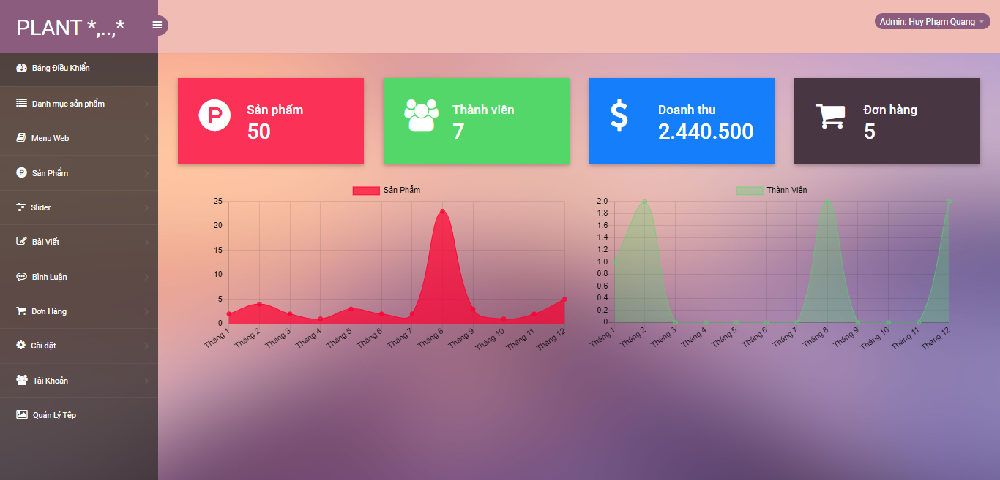 PLANT *,..,*
Admin: Huy Phạm Quang
Bảng Điều Khiển
Danh mục sản phẩm
Menu Web
Sản Phẩm
Slider
Bài Viết
Bình Luận
Đơn Hàng
Cài đặt
Tài Khoản
Quản Lý Tệp
P
Sản phẩm
50
Thành viên
7
$
Doanh thu
2.440.500
Đơn hàng
5
Sản Phẩm
25
20
15
10
5
0
Tháng 1
Tháng 2
Tháng 3
Tháng 4
Tháng 5
Tháng 6
Tháng 7
Tháng 8
Tháng 9
Tháng 10
Tháng 11
Tháng 12
Thành Viên
2.0
1.8
1.6
1.4
1.2
1.0
0.8
0.6
0.4
0.2
0
Tháng 1
Tháng 2
Tháng 3
Tháng 4
Tháng 5
Tháng 6
Tháng 7
Tháng 8
Tháng 9
Tháng 10
Tháng 11
Tháng 12